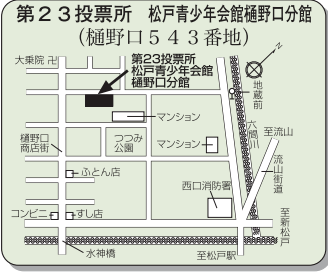 第２３投票所　松戸青少年会館樋野口分館
（樋野口５４３番地）
大乗院卍
第23投票所
松戸青少年会館
樋野口分館
N
地蔵前
マンション
六間川
至流山
樋野口
商店街
つつみ
公園
マンション
流山街道
ふとん店
西口消防署
コンビニ
すし店
至新松戸
水神橋
至松戸駅